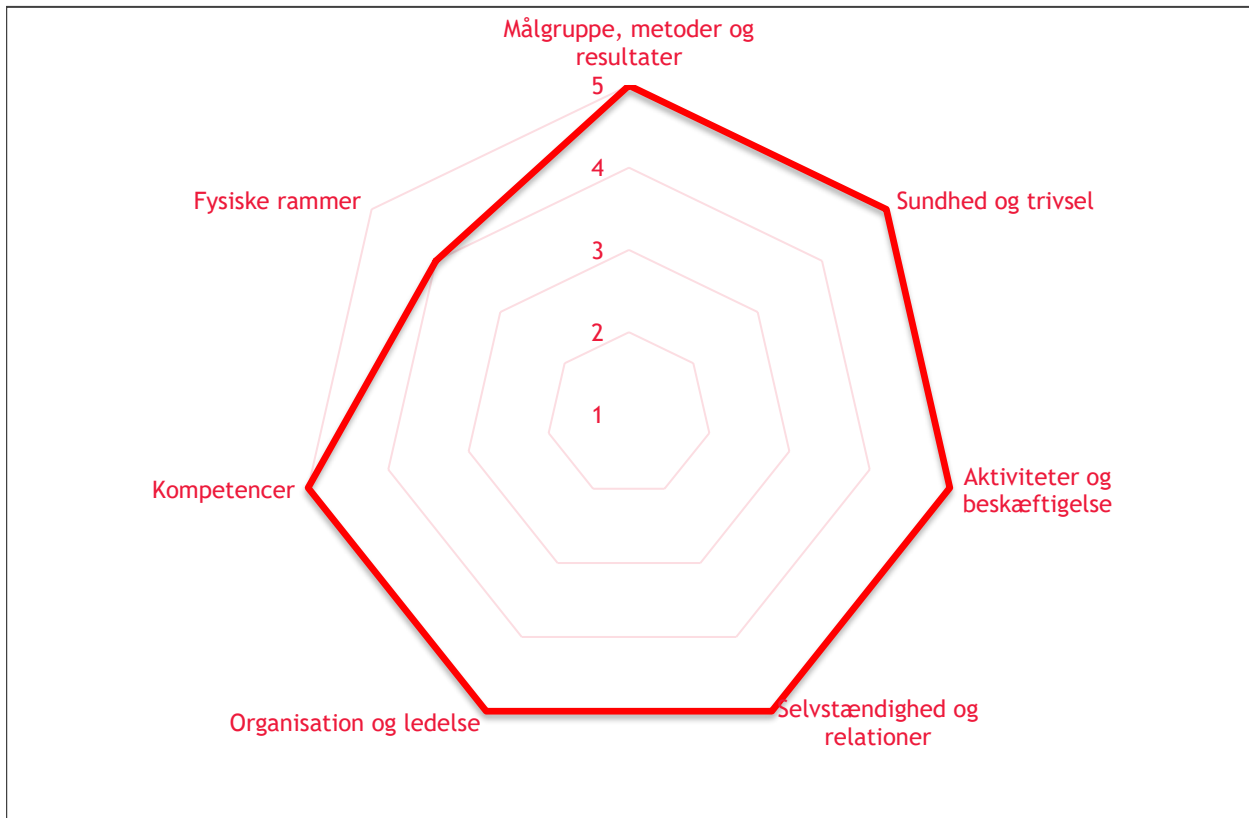 Målgruppe, metoder og
resultater
5
4
Fysiske rammer
Sundhed og trivsel
3
2
1
Kompetencer
Aktiviteter og
beskæftigelse
Organisation og ledelse
Selvstændighed og
relationer